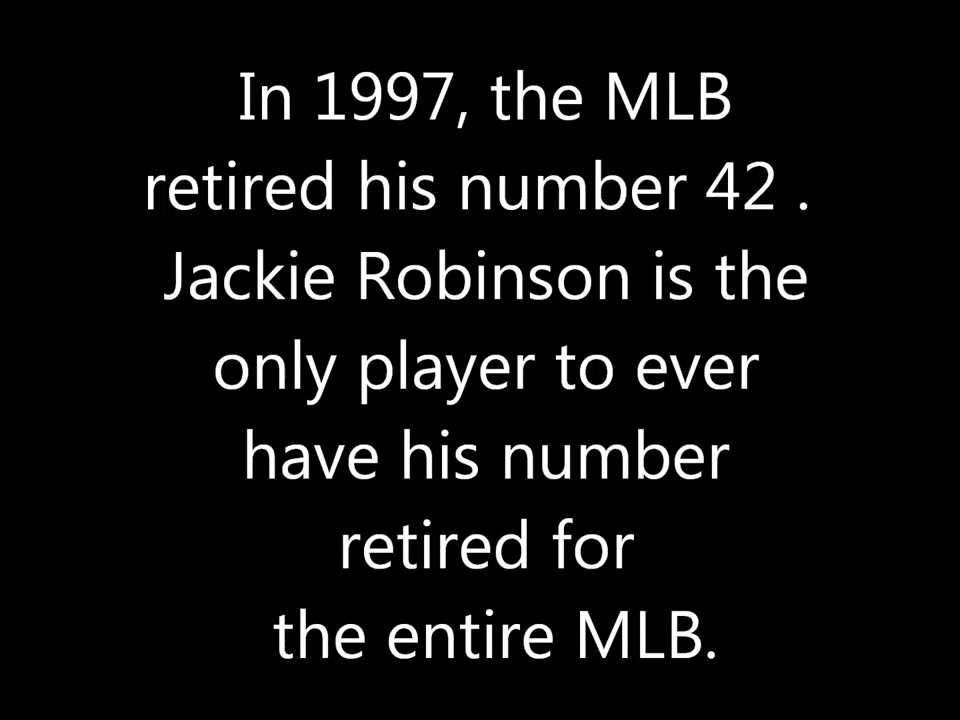 In 1997, the MLB
retired his number 42 .
Jackie Robinson is the
only player to ever
have his number
retired for
the entire MLB.